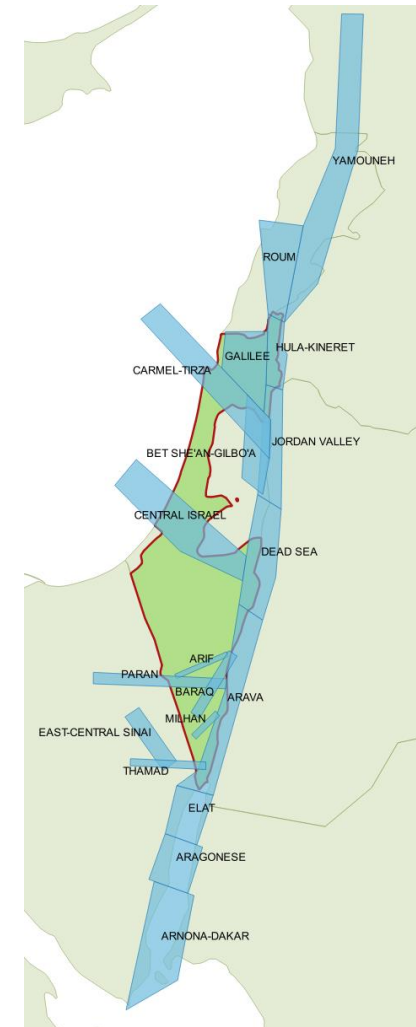 YAMOUNEH
ROUM
HULA-KINERET
GALILEE
CARMEL-TIRZA
JORDAN VALLEY
BET SHE'AN-GILBO'A
CENTRAL ISRAEL
DEAD SEA
ARIF
PARAN
BARAQ
ARAVA
MILHAN
EAST-CENTRAL SINAI
THAMAD
ELAT
ARAGONESE
ARNONA-DAKAR